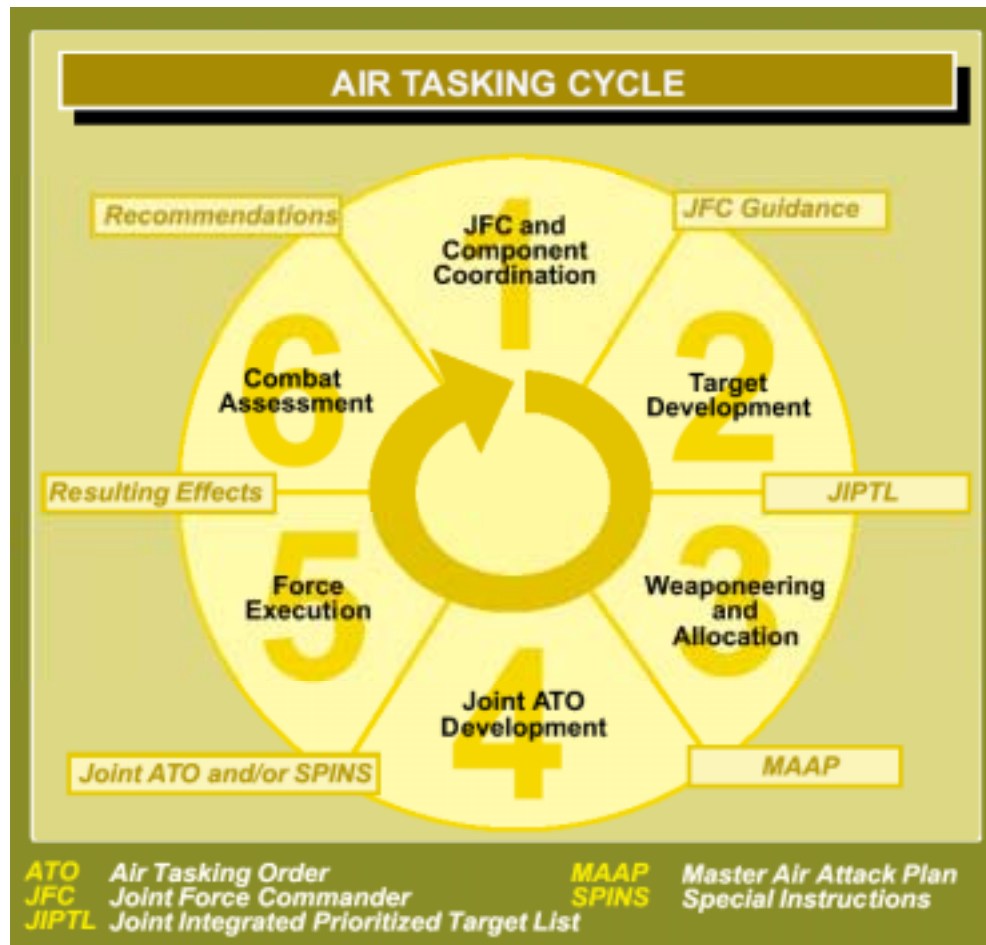 AIR TASKING CYCLE
Recommendations
JFC Guidance
1
JFC and
Component
Coordination
6
Combat
Assessment
2
Target
Development
Resulting Effects
JIPTL
5
Force
Execution
3
Weaponeering
and
Allocation
4
Joint ATO
Development
Joint ATO and/or SPINS
MAAP
ATO Air Tasking Order
JFC Joint Force Commander
JIPTL Joint Integrated Prioritized Target List
MAAP Master Air Attack Plan
SPINS Special Instructions